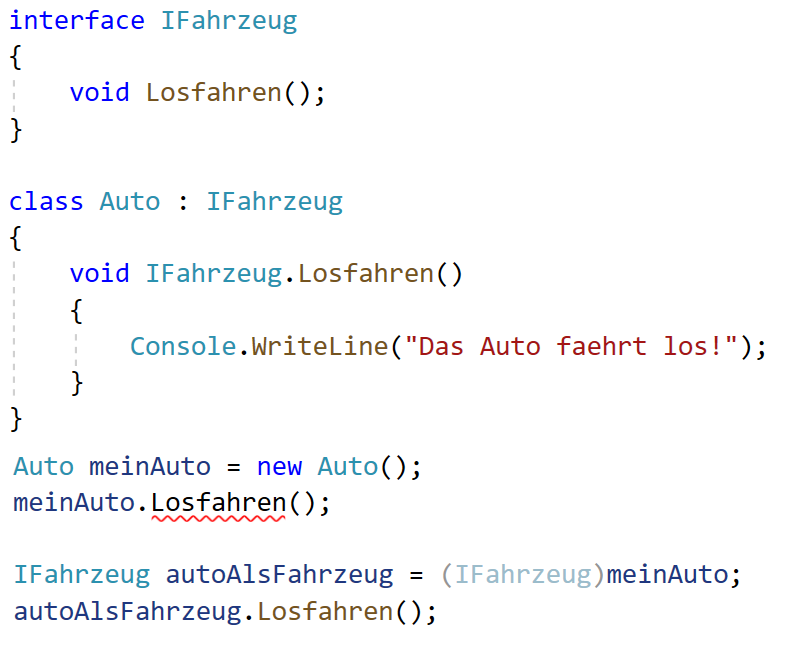 interface IFahrzeug
{
    void Losfahren();
}

class Auto : IFahrzeug
{
    void IFahrzeug.Losfahren()
    {
        Console.WriteLine("Das Auto faehrt los!");
    }
}
Auto meinAuto = new Auto();
meinAuto.Losfahren();

IFahrzeug autoAlsFahrzeug = (IFahrzeug)meinAuto;
autoAlsFahrzeug.Losfahren();